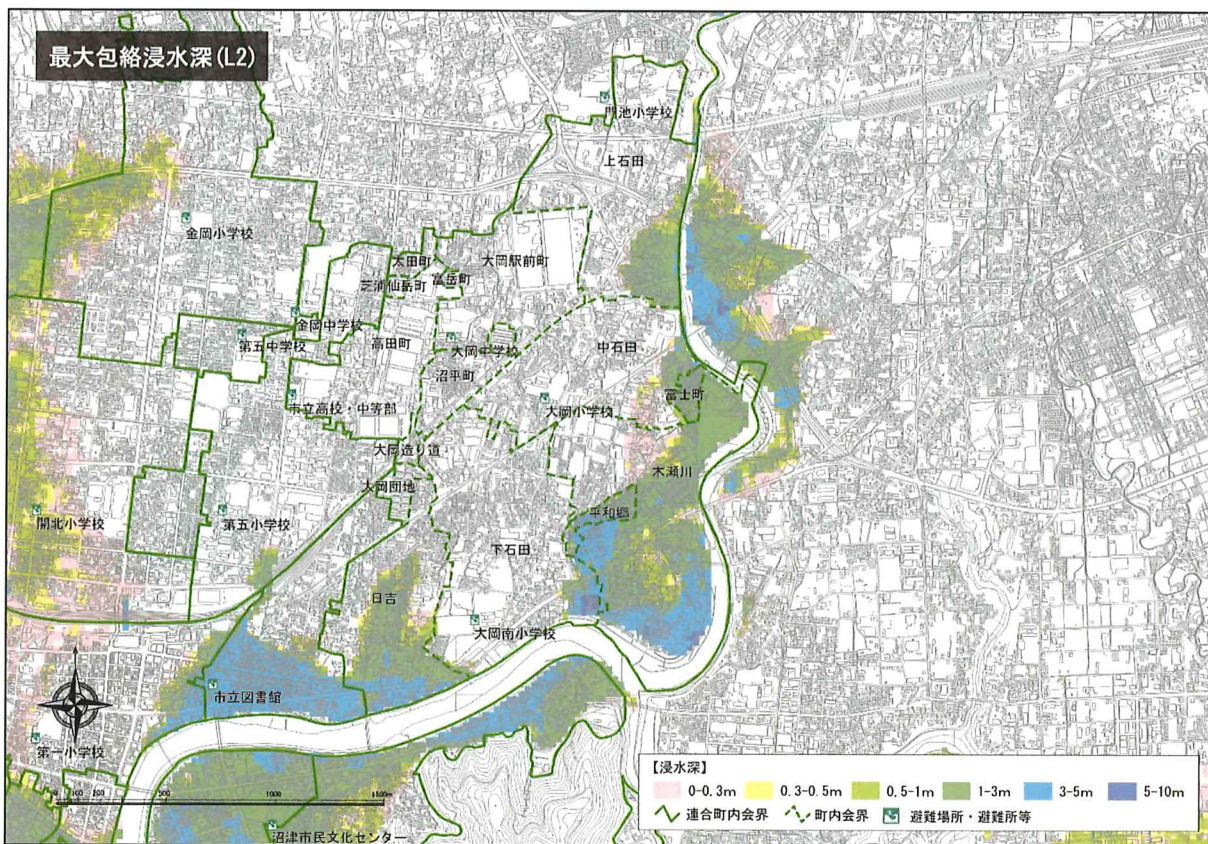 最大包絡浸水深(L2)
門池小学校
上石田
金岡小学校
太田町
大岡駅前町
芝浦仙岳町
富岳町
金岡中学校
第五中学校
高田町
大岡中学校
中石田
沼平町
富士町
市立高校・中等部
大岡小学校
大岡造り道
木瀬川
大岡団地
開北小学校
第五小学校
平和郷
下石田
日吉
大岡南小学校
市立図書館
第一小学校
0 100 200 500 1000m 1500m
沼津市民文化センター
【浸水深】
0-0.3m 0.3-0.5m 0.5-1m 1-3m 3-5m 5-10m
連合町内会界 町内会界 避難場所・避難所等